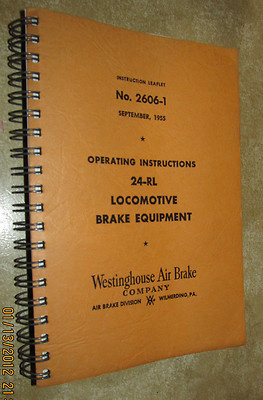 INSTRUCTION LEAFLET
No. 2606-1
SEPTEMBER, 1955
OPERATING INSTRUCTIONS
24-RL
LOCOMOTIVE
BRAKE EQUIPMENT
Westinghouse Air Brake
COMPANY
AIR BRAKE DIVISION WILMERDING, PA.
01/13/2012 21